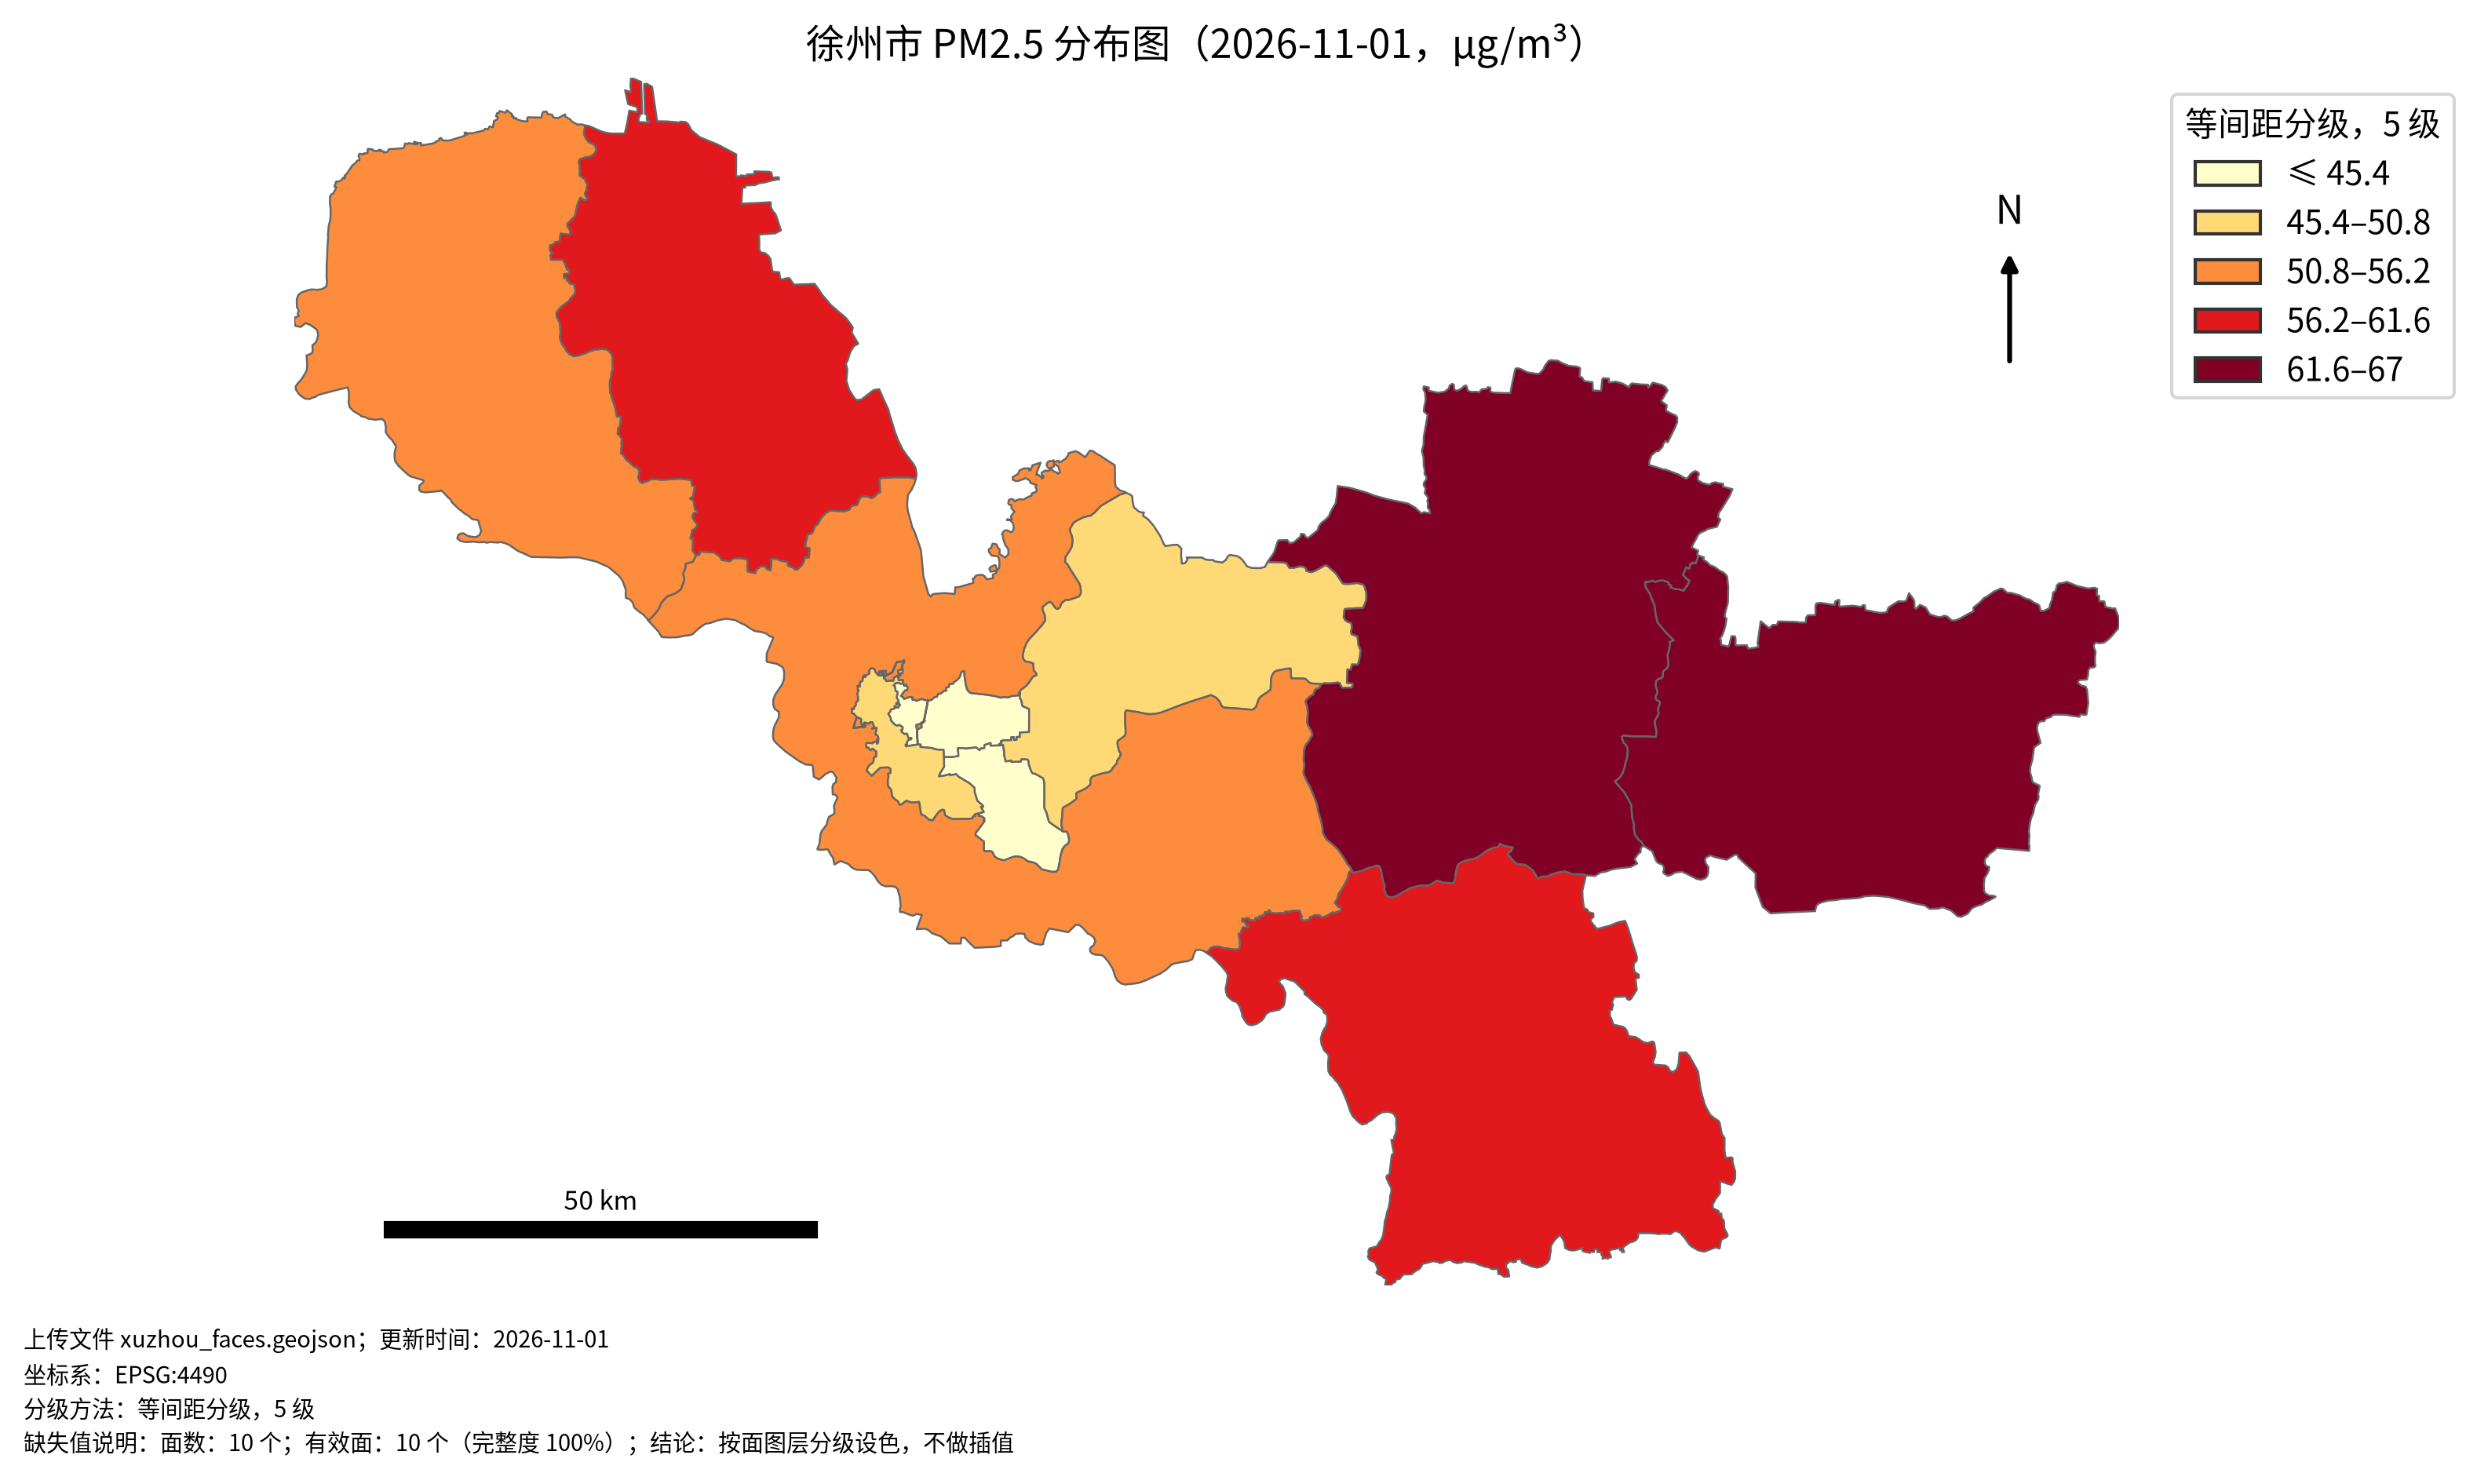 徐州市 PM2.5 分布图（2026-11-01，μg/m³）
等间距分级，5 级
≤ 45.4
45.4–50.8
50.8–56.2
56.2–61.6
61.6–67
N
50 km
上传文件 xuzhou_faces.geojson；更新时间：2026-11-01
坐标系：EPSG:4490
分级方法：等间距分级，5 级
缺失值说明：面数：10 个；有效面：10 个（完整度 100%）；结论：按面图层分级设色，不做插值